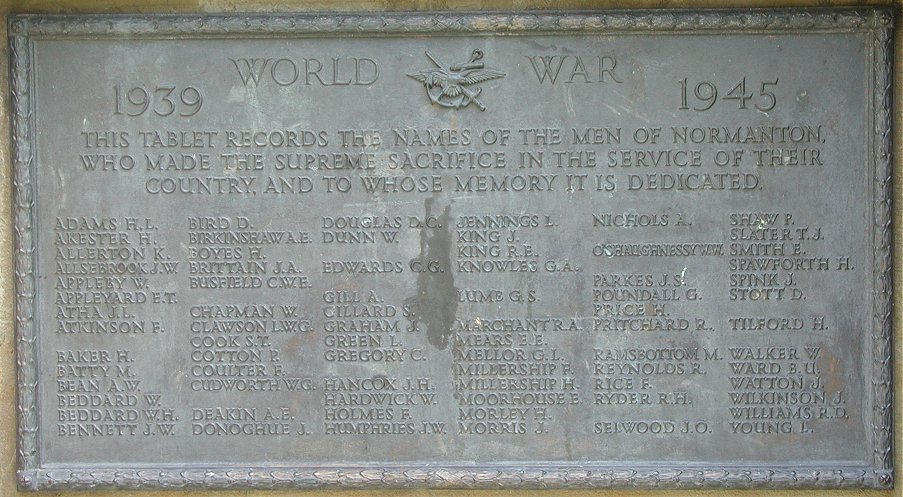 WORLD WAR
1939 1945
THIS TABLET RECORDS THE NAMES OF THE MEN OF NORMANTON,
WHO MADE THE SUPREME SACRIFICE IN THE SERVICE OF THEIR
COUNTRY, AND TO WHOSE MEMORY IT IS DEDICATED.
ADAMS H.L.
AKESTER H.
ALLERTON K.
ALLSEBROOK J.W.
APPLEBY W.
APPLEYARD E.T.
ATHA J.L.
ATKINSON F.
BAKER H.
BATTY M.
BEAN A.W.
BEDDARD W.
BEDDARD W.H.
BENNETT J.W.
BIRD D.
BIRKINSHAW A.E.
BOYES H.
BRITTAIN J.A.
BUSFIELD C.W.E.
CHAPMAN W.
CLAWSON L.W.G.
COOK S.T.
COTTON P.
COULTER F.
CUDWORTH W.G.
DEAKIN A.E.
DONOGHUE J.
DOUGLAS D.C.
DUNN W.
EDWARDS C.G.
GILL A.
GILLARD S.
GRAHAM J.
GREEN L.
GREGORY C.
HANCOX J.H.
HARDWICK W.
HOLMES F.
HUMPHRIES J.W.
JENNINGS L.
KING J.
KING R.E.
KNOWLES G.A.
LUMB G.S.
MARCHANT R.A.
MEARS E.E.
MELLOR G.L.
MILLERSHIP F.
MILLERSHIP H.
MOORHOUSE E.
MORLEY H.
MORRIS J.
NICHOLS A.
O'SHAUGHNESSY W.W.
PARKES J.S.
POUNDALL G.
PRICE H.
PRITCHARD R.
RAMSBOTTOM M.
REYNOLDS R.
RICE F.
RYDER R.H.
SELWOOD J.O.
SHAW P.
SLATER T.J.
SMITH E.
SPAWFORTH H.
SPINK J.
STOTT D.
TILFORD H.
WALKER W.
WARD B.U.
WATTON J.
WILKINSON J.
WILLIAMS R.D.
YOUNG L.